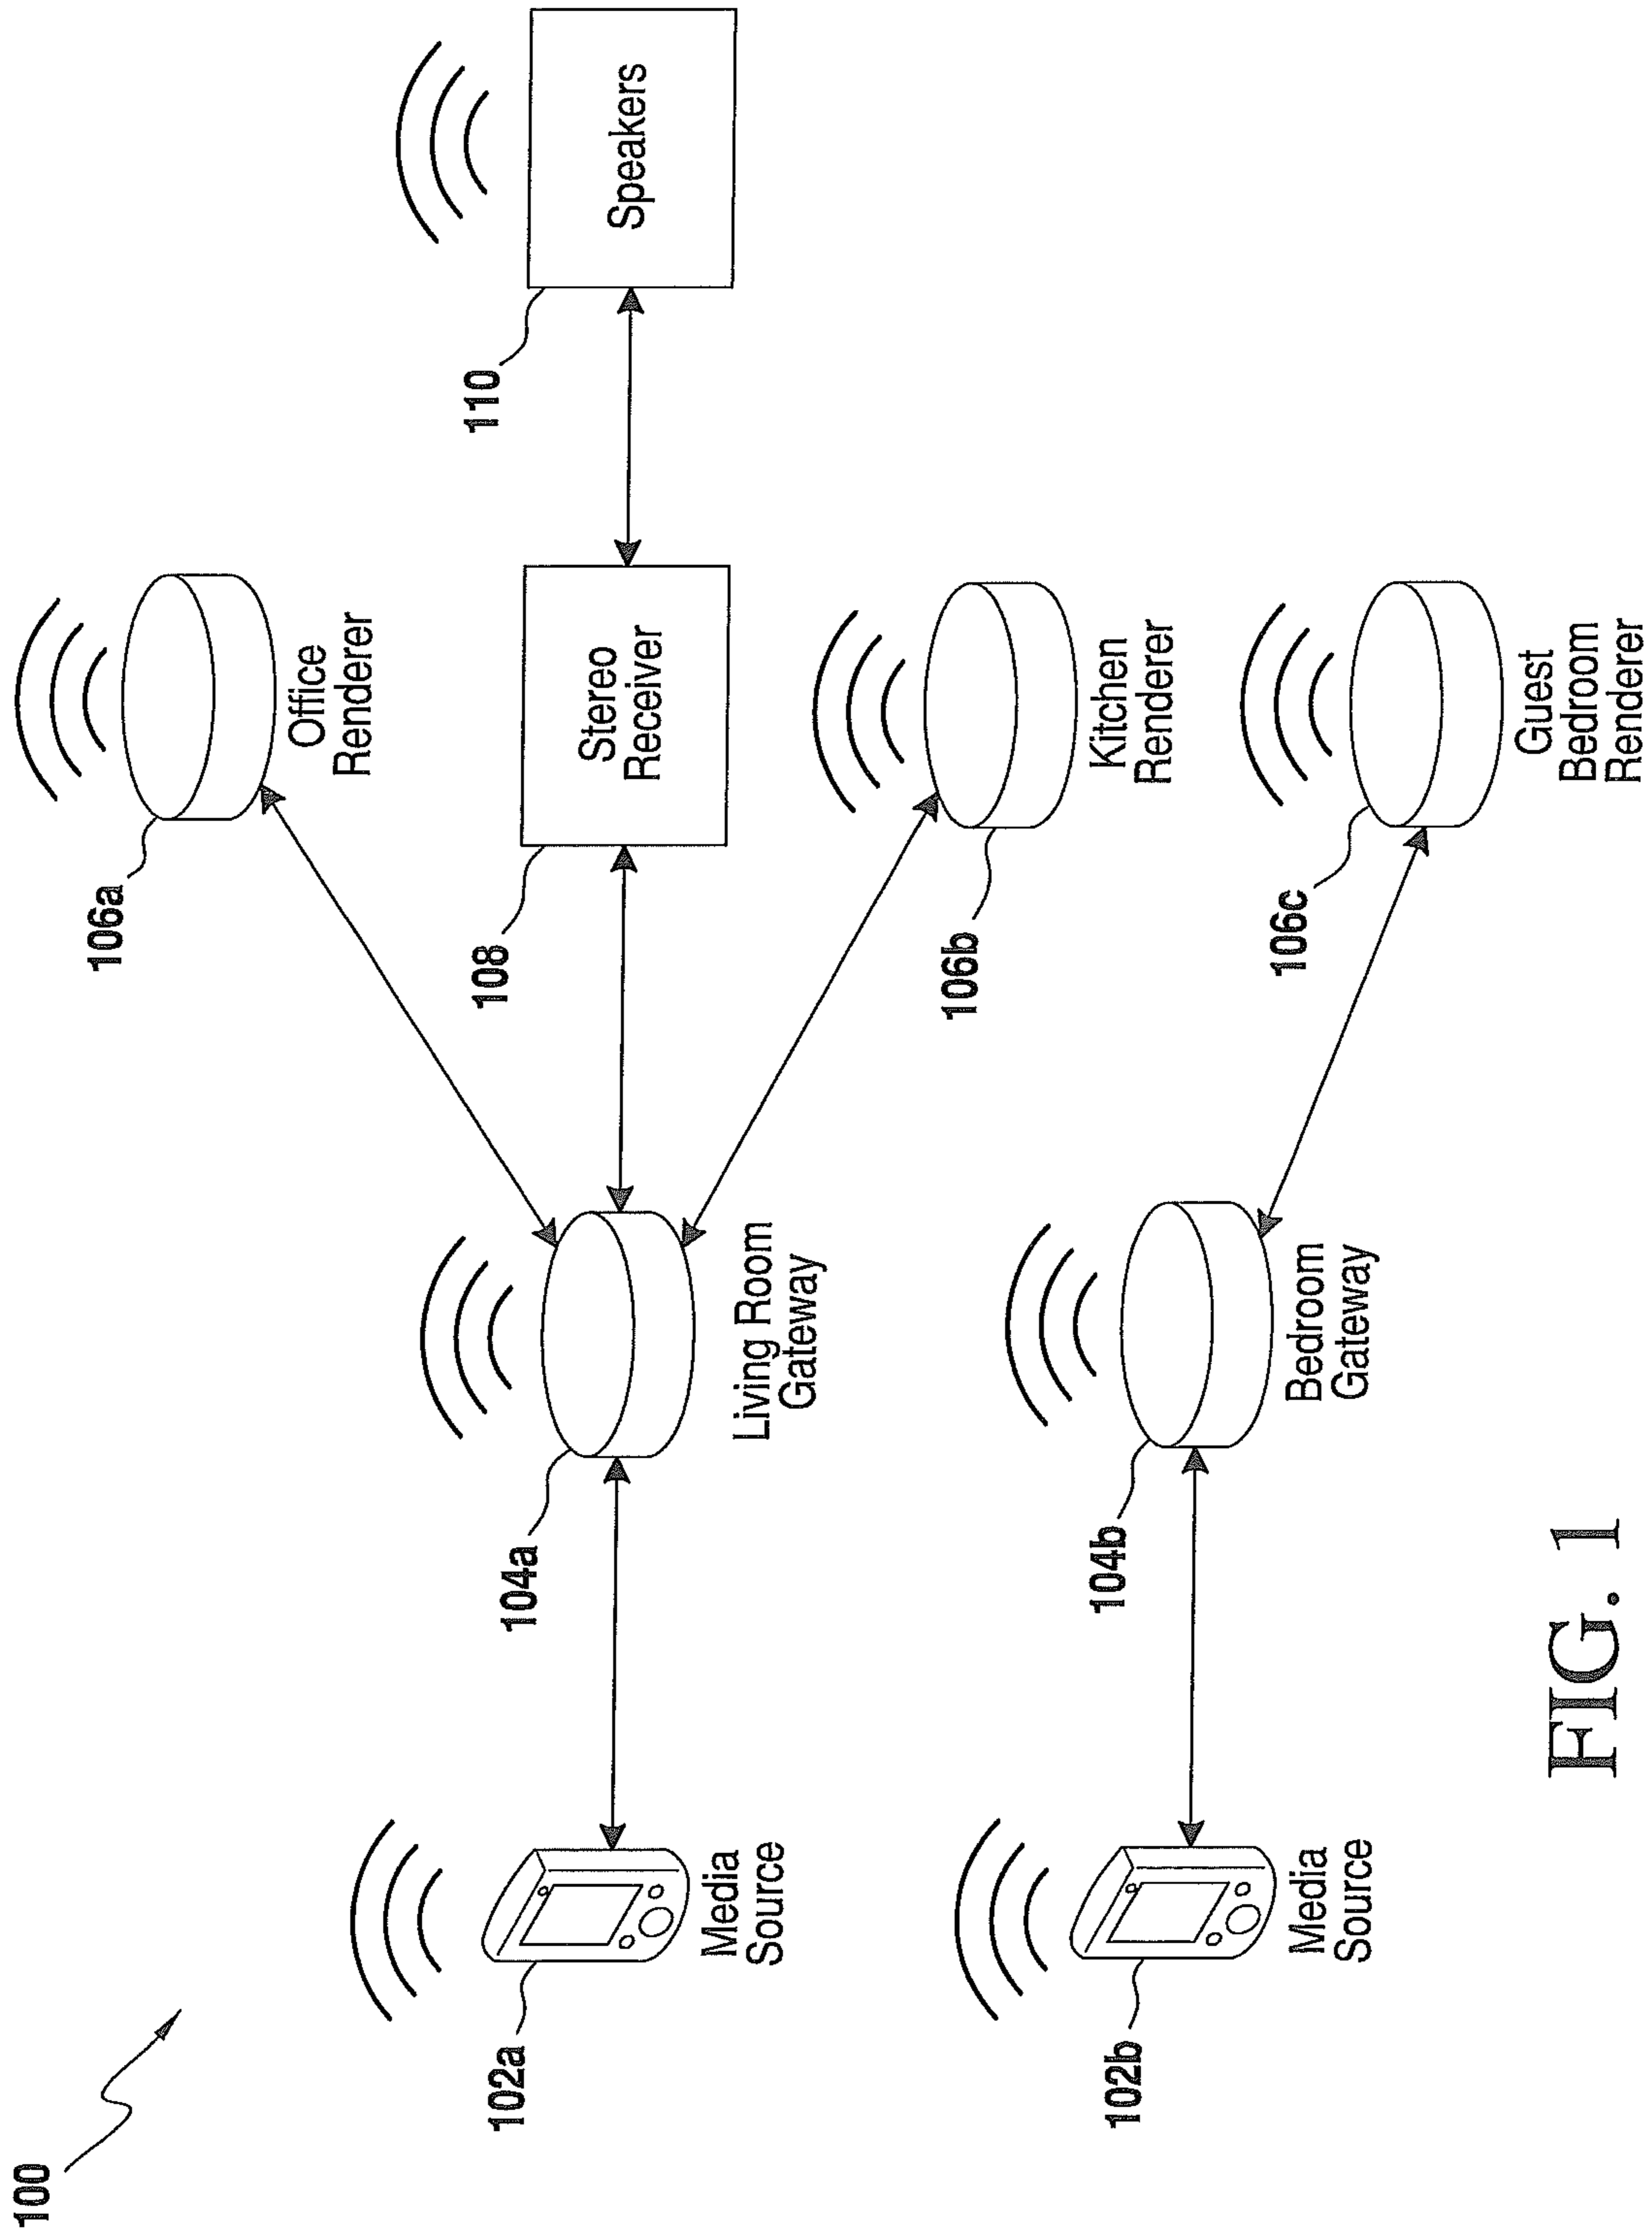 100
106a
Office
Renderer
102a
Media
Source
104a
Living Room
Gateway
108
Stereo
Receiver
110
Speakers
106b
Kitchen
Renderer
102b
Media
Source
104b
Bedroom
Gateway
106c
Guest
Bedroom
Renderer
FIG. 1